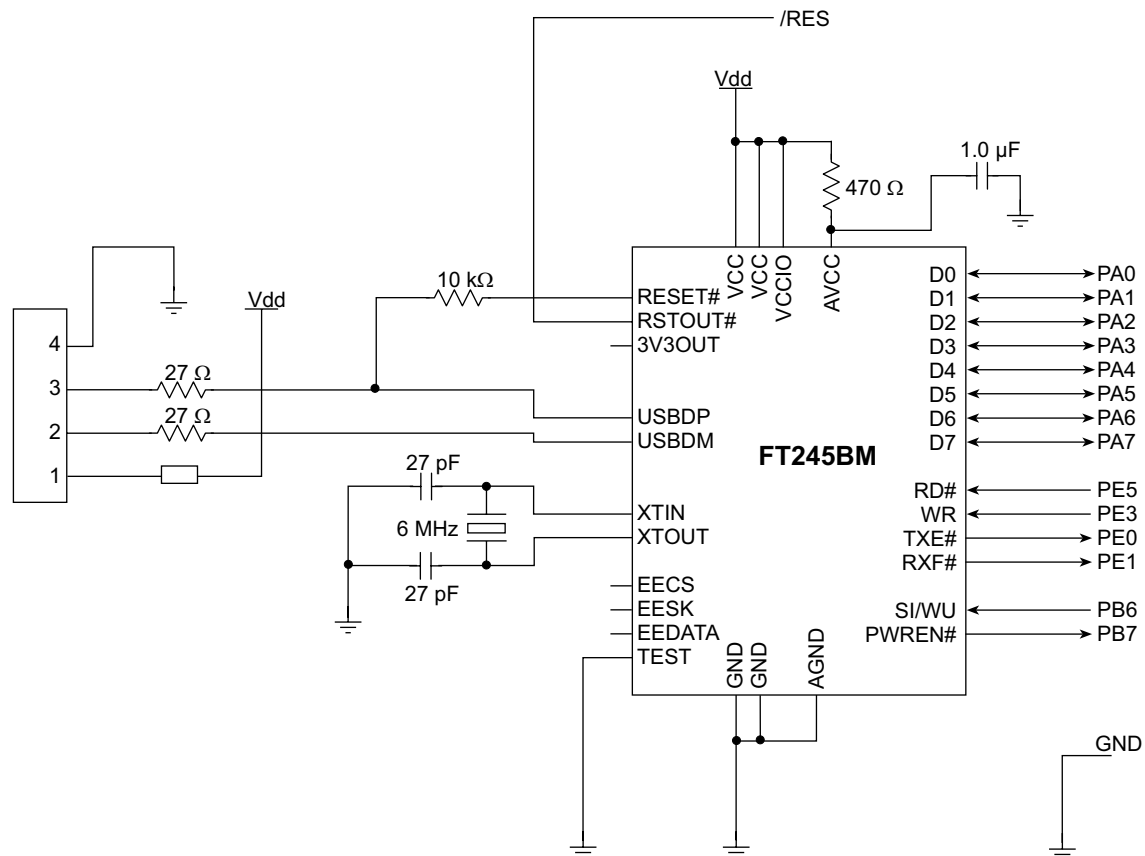 /RES
Vdd
1.0 µF
470 Ω
VCC
VCC
VCCIO
AVCC
10 kΩ
Vdd
4
3
2
1
27 Ω
27 Ω
RESET#
RSTOUT#
3V3OUT
USBDP
USBDM
27 pF
6 MHz
27 pF
XTIN
XTOUT
EECS
EESK
EEDATA
TEST
FT245BM
GND
GND
AGND
D0 PA0
D1 PA1
D2 PA2
D3 PA3
D4 PA4
D5 PA5
D6 PA6
D7 PA7
RD# PE5
WR PE3
TXE# PE0
RXF# PE1
SI/WU PB6
PWREN# PB7
GND